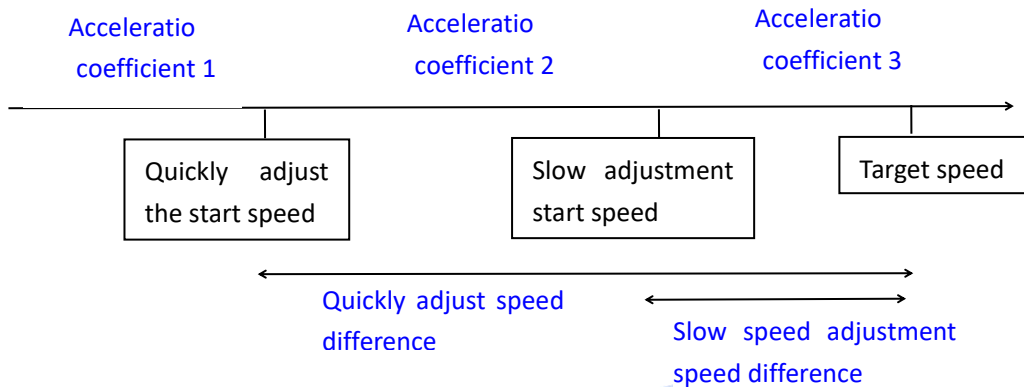 Acceleratio
coefficient 1
Acceleratio
coefficient 2
Acceleratio
coefficient 3
Quickly adjust
the start speed
Slow adjustment
start speed
Target speed
Quickly adjust speed
difference
Slow speed adjustment
speed difference